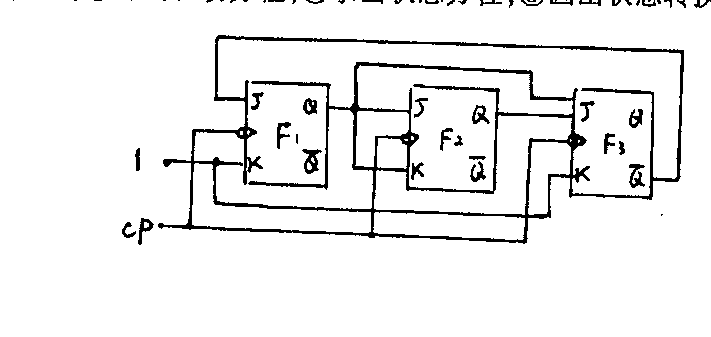 J Q J Q J Q
F1 F2 F3
1 K Q̅ K Q̅ K Q̅
CP